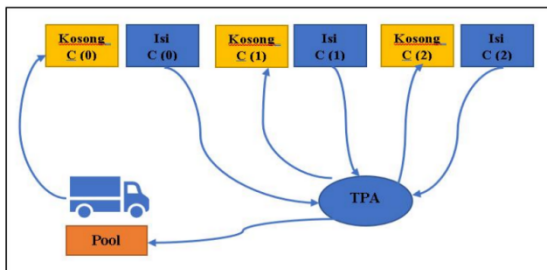 Kosong
C (0)
Isi
C (0)
Kosong
C (1)
Isi
C (1)
Kosong
C (2)
Isi
C (2)
TPA
Pool